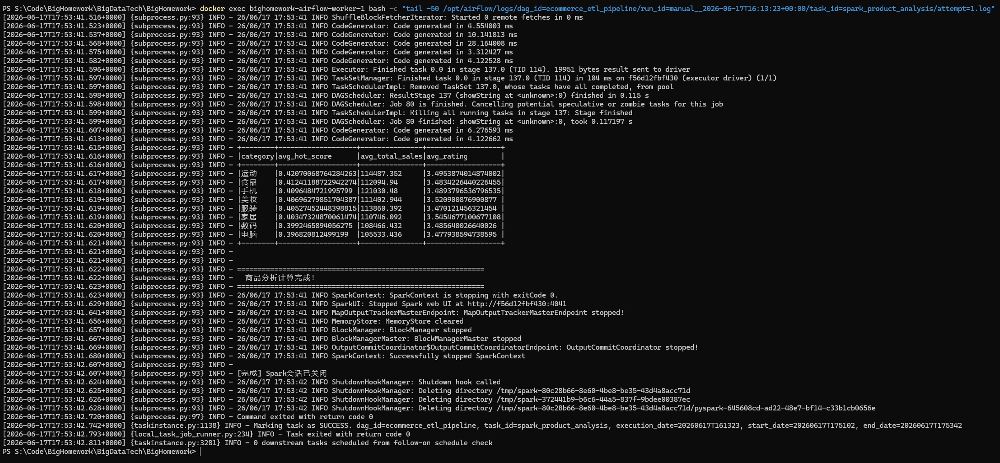 PS S:\Code\BigHomework\BigDataTech\BigHomework> docker exec bighomework-airflow-worker-1 bash -c "tail -50 /opt/airflow/logs/dag_id=ecommerce_etl_pipeline/run_id=manual__2026-06-17T16:13:23+00:00/task_id=spark_product_analysis/attempt=1.log"
[2026-06-17T17:53:41.516+0000] {subprocess.py:93} INFO - 26/06/17 17:53:41 INFO ShuffleBlockFetcherIterator: Started 0 remote fetches in 0 ms
[2026-06-17T17:53:41.523+0000] {subprocess.py:93} INFO - 26/06/17 17:53:41 INFO CodeGenerator: Code generated in 4.554003 ms
[2026-06-17T17:53:41.537+0000] {subprocess.py:93} INFO - 26/06/17 17:53:41 INFO CodeGenerator: Code generated in 10.141813 ms
[2026-06-17T17:53:41.568+0000] {subprocess.py:93} INFO - 26/06/17 17:53:41 INFO CodeGenerator: Code generated in 28.164008 ms
[2026-06-17T17:53:41.575+0000] {subprocess.py:93} INFO - 26/06/17 17:53:41 INFO CodeGenerator: Code generated in 3.312427 ms
[2026-06-17T17:53:41.582+0000] {subprocess.py:93} INFO - 26/06/17 17:53:41 INFO CodeGenerator: Code generated in 4.122528 ms
[2026-06-17T17:53:41.596+0000] {subprocess.py:93} INFO - 26/06/17 17:53:41 INFO Executor: Finished task 0.0 in stage 137.0 (TID 114). 19951 bytes result sent to driver
[2026-06-17T17:53:41.597+0000] {subprocess.py:93} INFO - 26/06/17 17:53:41 INFO TaskSetManager: Finished task 0.0 in stage 137.0 (TID 114) in 104 ms on f56d12fbf430 (executor driver) (1/1)
[2026-06-17T17:53:41.597+0000] {subprocess.py:93} INFO - 26/06/17 17:53:41 INFO TaskSchedulerImpl: Removed TaskSet 137.0, whose tasks have all completed, from pool
[2026-06-17T17:53:41.598+0000] {subprocess.py:93} INFO - 26/06/17 17:53:41 INFO DAGScheduler: ResultStage 137 (showString at <unknown>:0) finished in 0.115 s
[2026-06-17T17:53:41.598+0000] {subprocess.py:93} INFO - 26/06/17 17:53:41 INFO DAGScheduler: Job 80 is finished. Cancelling potential speculative or zombie tasks for this job
[2026-06-17T17:53:41.599+0000] {subprocess.py:93} INFO - 26/06/17 17:53:41 INFO TaskSchedulerImpl: Killing all running tasks in stage 137: Stage finished
[2026-06-17T17:53:41.599+0000] {subprocess.py:93} INFO - 26/06/17 17:53:41 INFO DAGScheduler: Job 80 finished: showString at <unknown>:0, took 0.117197 s
[2026-06-17T17:53:41.607+0000] {subprocess.py:93} INFO - 26/06/17 17:53:41 INFO CodeGenerator: Code generated in 6.276593 ms
[2026-06-17T17:53:41.613+0000] {subprocess.py:93} INFO - 26/06/17 17:53:41 INFO CodeGenerator: Code generated in 4.122662 ms
[2026-06-17T17:53:41.615+0000] {subprocess.py:93} INFO - +--------+-------------------+---------------+------------------+
[2026-06-17T17:53:41.616+0000] {subprocess.py:93} INFO - |category|avg_hot_score      |avg_total_sales|avg_rating        |
[2026-06-17T17:53:41.616+0000] {subprocess.py:93} INFO - +--------+-------------------+---------------+------------------+
[2026-06-17T17:53:41.617+0000] {subprocess.py:93} INFO - |运动    |0.42070068764284263|114487.352     |3.4953874014874002|
[2026-06-17T17:53:41.617+0000] {subprocess.py:93} INFO - |食品    |0.41241188722942274|112094.94      |3.4834226440226455|
[2026-06-17T17:53:41.618+0000] {subprocess.py:93} INFO - |手机    |0.4096484721995799 |121030.48      |3.4893796536796535|
[2026-06-17T17:53:41.619+0000] {subprocess.py:93} INFO - |美妆    |0.40696279851704387|111402.944     |3.520900876900877 |
[2026-06-17T17:53:41.619+0000] {subprocess.py:93} INFO - |服装    |0.40527452448398815|113860.392     |3.470121456321454 |
[2026-06-17T17:53:41.619+0000] {subprocess.py:93} INFO - |家居    |0.40347324870061474|110746.092     |3.5454677100677108|
[2026-06-17T17:53:41.620+0000] {subprocess.py:93} INFO - |数码    |0.3992465894056275 |108466.432     |3.485640026640026 |
[2026-06-17T17:53:41.620+0000] {subprocess.py:93} INFO - |电脑    |0.396820812499199  |105533.436     |3.477938594738595 |
[2026-06-17T17:53:41.621+0000] {subprocess.py:93} INFO - +--------+-------------------+---------------+------------------+
[2026-06-17T17:53:41.621+0000] {subprocess.py:93} INFO -
[2026-06-17T17:53:41.621+0000] {subprocess.py:93} INFO -
[2026-06-17T17:53:41.622+0000] {subprocess.py:93} INFO - ============================================================
[2026-06-17T17:53:41.622+0000] {subprocess.py:93} INFO -   商品分析计算完成!
[2026-06-17T17:53:41.623+0000] {subprocess.py:93} INFO - ============================================================
[2026-06-17T17:53:41.623+0000] {subprocess.py:93} INFO - 26/06/17 17:53:41 INFO SparkContext: SparkContext is stopping with exitCode 0.
[2026-06-17T17:53:41.629+0000] {subprocess.py:93} INFO - 26/06/17 17:53:41 INFO SparkUI: Stopped Spark web UI at http://f56d12fbf430:4041
[2026-06-17T17:53:41.641+0000] {subprocess.py:93} INFO - 26/06/17 17:53:41 INFO MapOutputTrackerMasterEndpoint: MapOutputTrackerMasterEndpoint stopped!
[2026-06-17T17:53:41.656+0000] {subprocess.py:93} INFO - 26/06/17 17:53:41 INFO MemoryStore: MemoryStore cleared
[2026-06-17T17:53:41.657+0000] {subprocess.py:93} INFO - 26/06/17 17:53:41 INFO BlockManager: BlockManager stopped
[2026-06-17T17:53:41.667+0000] {subprocess.py:93} INFO - 26/06/17 17:53:41 INFO BlockManagerMaster: BlockManagerMaster stopped
[2026-06-17T17:53:41.669+0000] {subprocess.py:93} INFO - 26/06/17 17:53:41 INFO OutputCommitCoordinator$OutputCommitCoordinatorEndpoint: OutputCommitCoordinator stopped!
[2026-06-17T17:53:41.680+0000] {subprocess.py:93} INFO - 26/06/17 17:53:41 INFO SparkContext: Successfully stopped SparkContext
[2026-06-17T17:53:42.607+0000] {subprocess.py:93} INFO -
[2026-06-17T17:53:42.607+0000] {subprocess.py:93} INFO - [完成] Spark会话已关闭
[2026-06-17T17:53:42.624+0000] {subprocess.py:93} INFO - 26/06/17 17:53:42 INFO ShutdownHookManager: Shutdown hook called
[2026-06-17T17:53:42.625+0000] {subprocess.py:93} INFO - 26/06/17 17:53:42 INFO ShutdownHookManager: Deleting directory /tmp/spark-80c28b66-8e60-4be8-be35-43d4a8acc71d
[2026-06-17T17:53:42.626+0000] {subprocess.py:93} INFO - 26/06/17 17:53:42 INFO ShutdownHookManager: Deleting directory /tmp/spark-372441b9-b6c6-44a5-837f-9bdee00387ec
[2026-06-17T17:53:42.628+0000] {subprocess.py:93} INFO - 26/06/17 17:53:42 INFO ShutdownHookManager: Deleting directory /tmp/spark-80c28b66-8e60-4be8-be35-43d4a8acc71d/pyspark-645608cd-ad22-48e7-bf14-c33b1cb0656e
[2026-06-17T17:53:42.720+0000] {subprocess.py:97} INFO - Command exited with return code 0
[2026-06-17T17:53:42.742+0000] {taskinstance.py:1138} INFO - Marking task as SUCCESS. dag_id=ecommerce_etl_pipeline, task_id=spark_product_analysis, execution_date=20260617T161323, start_date=20260617T175102, end_date=20260617T175342
[2026-06-17T17:53:42.793+0000] {local_task_job_runner.py:234} INFO - Task exited with return code 0
[2026-06-17T17:53:42.811+0000] {taskinstance.py:3281} INFO - 0 downstream tasks scheduled from follow-on schedule check
PS S:\Code\BigHomework\BigDataTech\BigHomework>